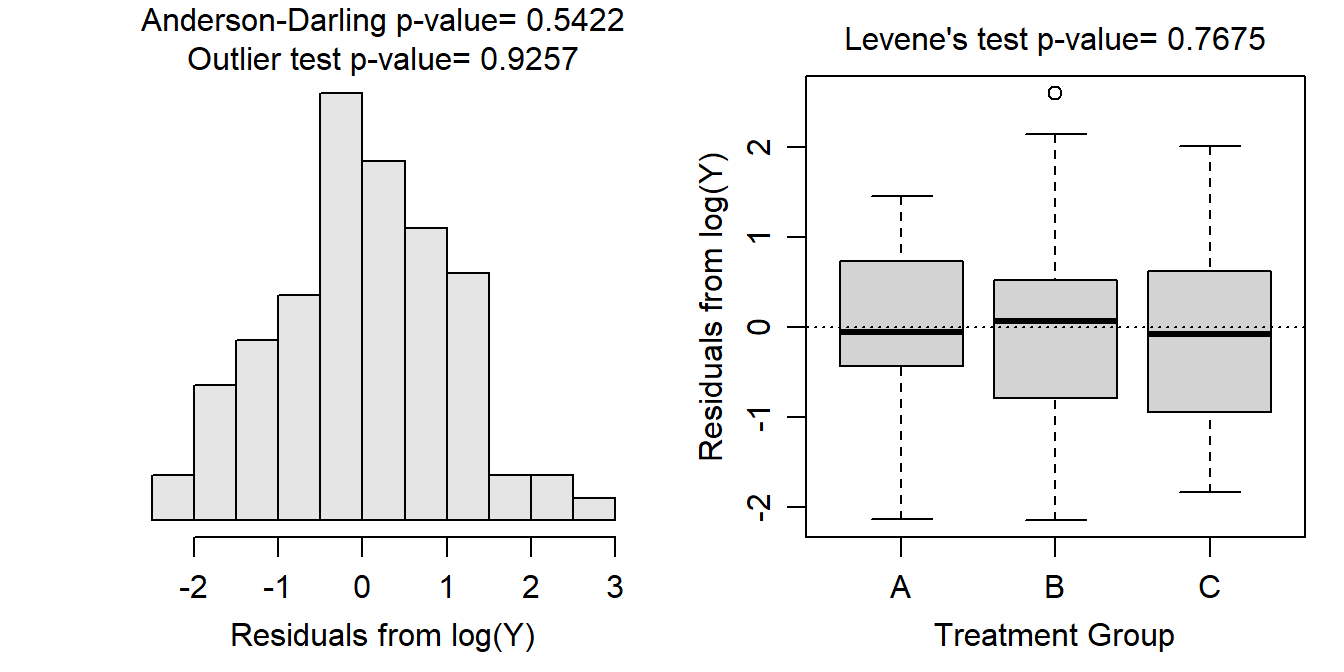 Anderson-Darling p-value= 0.5422
Outlier test p-value= 0.9257
-2 -1 0 1 2 3
Residuals from log(Y)
Levene's test p-value= 0.7675
Residuals from log(Y)
2
1
0
-1
-2
A B C
Treatment Group